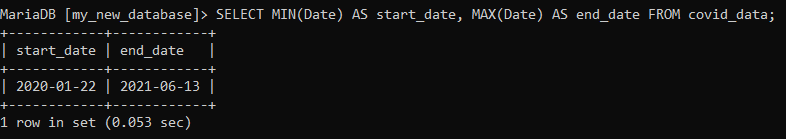 MariaDB [my_new_database]> SELECT MIN(Date) AS start_date, MAX(Date) AS end_date FROM covid_data;
+------------+------------+
| start_date | end_date   |
+------------+------------+
| 2020-01-22 | 2021-06-13 |
+------------+------------+
1 row in set (0.053 sec)